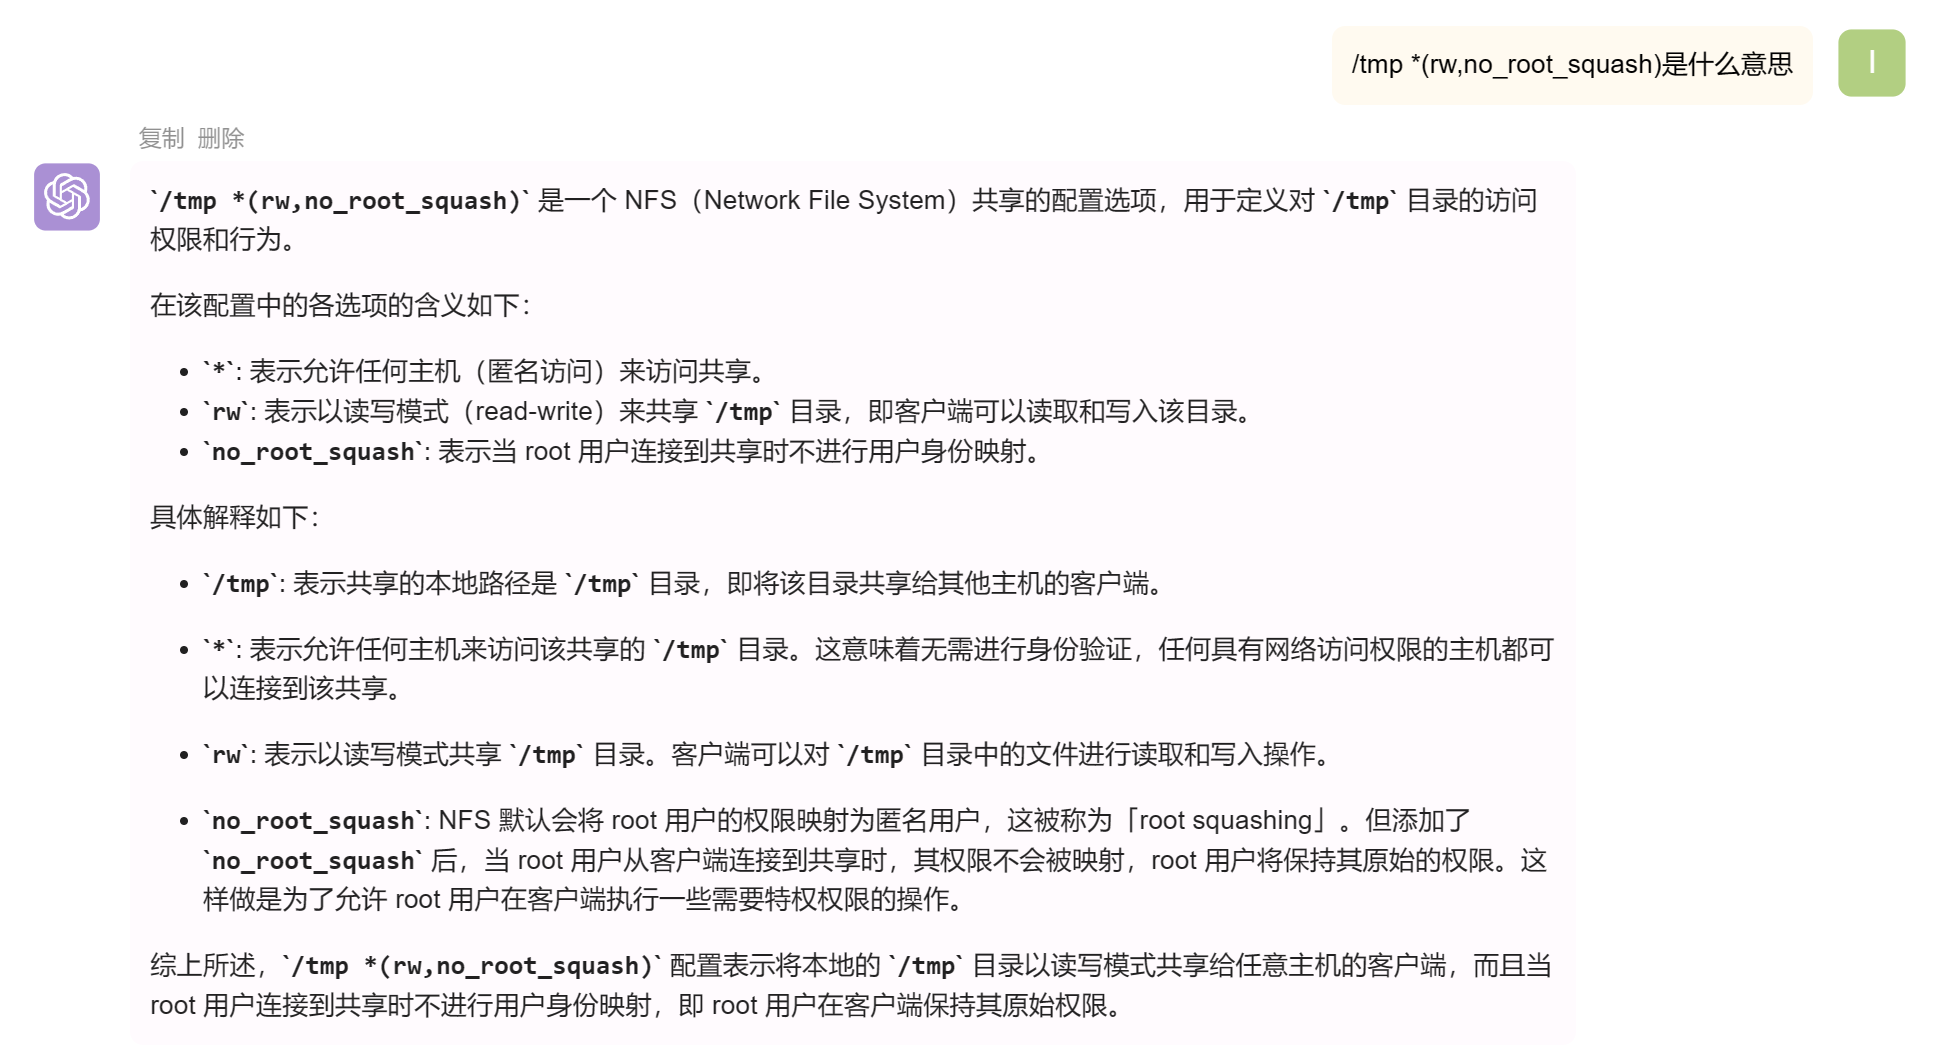 /tmp *(rw,no_root_squash)是什么意思
I
复制 删除
`/tmp *(rw,no_root_squash)` 是一个 NFS（Network File System）共享的配置选项，用于定义对 `/tmp` 目录的访问
权限和行为。
在该配置中的各选项的含义如下：
• `*`: 表示允许任何主机（匿名访问）来访问共享。
• `rw`: 表示以读写模式（read-write）来共享 `/tmp` 目录，即客户端可以读取和写入该目录。
• `no_root_squash`: 表示当 root 用户连接到共享时不进行用户身份映射。
具体解释如下：
• `/tmp`: 表示共享的本地路径是 `/tmp` 目录，即将该目录共享给其他主机的客户端。
• `*`: 表示允许任何主机来访问该共享的 `/tmp` 目录。这意味着无需进行身份验证，任何具有网络访问权限的主机都可
以连接到该共享。
• `rw`: 表示以读写模式共享 `/tmp` 目录。客户端可以对 `/tmp` 目录中的文件进行读取和写入操作。
• `no_root_squash`: NFS 默认会将 root 用户的权限映射为匿名用户，这被称为「root squashing」。但添加了
`no_root_squash` 后，当 root 用户从客户端连接到共享时，其权限不会被映射，root 用户将保持其原始的权限。这
样做是为了允许 root 用户在客户端执行一些需要特权权限的操作。
综上所述，`/tmp *(rw,no_root_squash)` 配置表示将本地的 `/tmp` 目录以读写模式共享给任意主机的客户端，而且当
root 用户连接到共享时不进行用户身份映射，即 root 用户在客户端保持其原始权限。